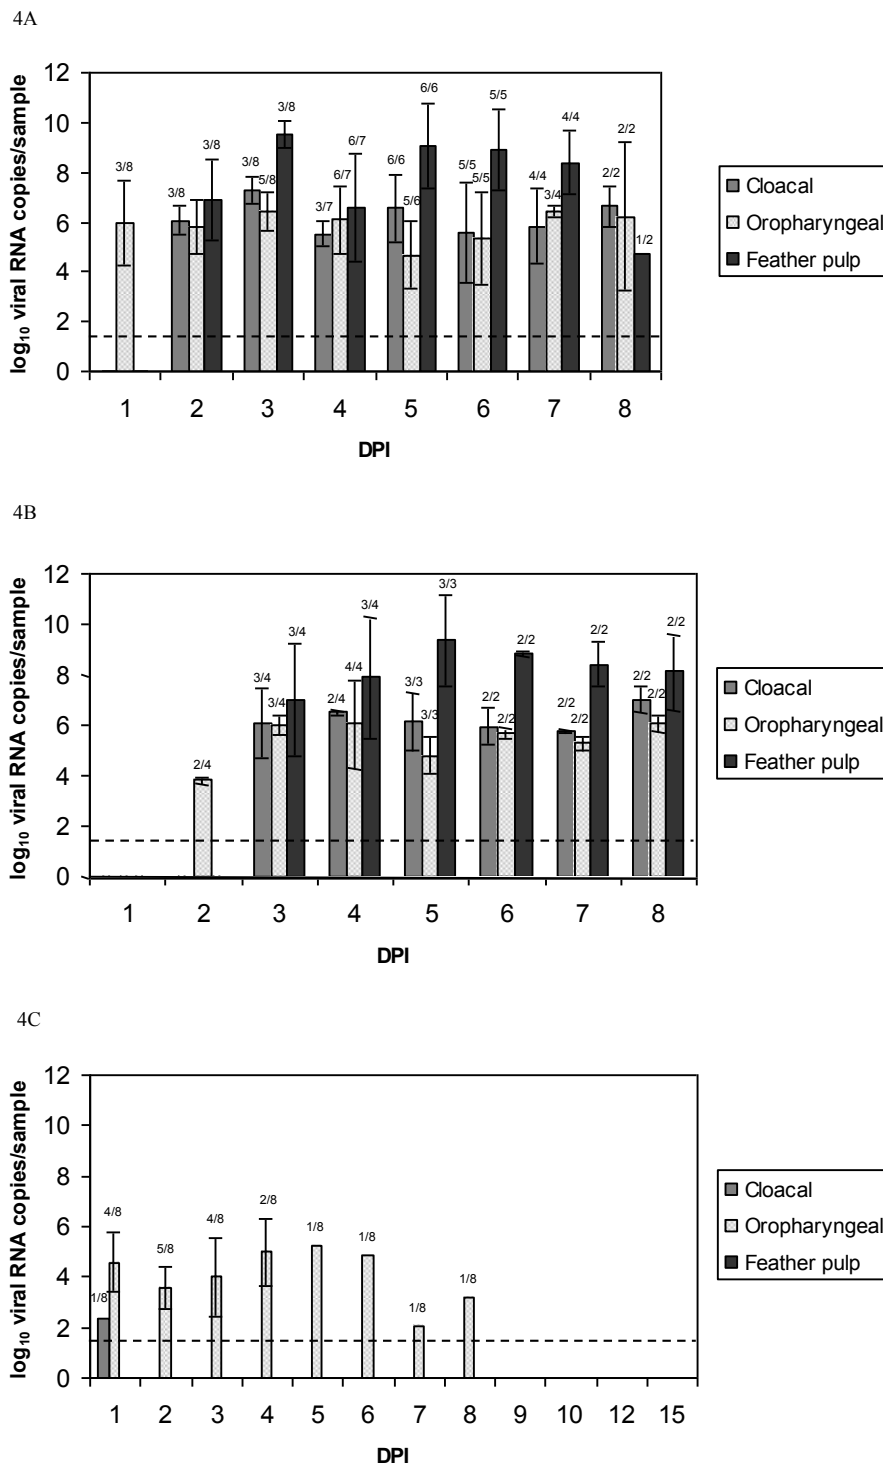 4A
log10 viral RNA copies/sample
12
10
8
6
4
2
0
3/8
3/8 3/8
3/8 5/8 3/8
3/7 6/7 6/7
6/6 5/6 6/6
5/5 5/5 5/5
4/4 3/4 4/4
2/2 2/2 1/2
1 2 3 4 5 6 7 8
DPI
Cloacal
Oropharyngeal
Feather pulp
4B
log10 viral RNA copies/sample
12
10
8
6
4
2
0
2/4
3/4 3/4 3/4
2/4 4/4 3/4
3/3 3/3 3/3
2/2 2/2 2/2
2/2 2/2 2/2
2/2 2/2 2/2
1 2 3 4 5 6 7 8
DPI
Cloacal
Oropharyngeal
Feather pulp
4C
log10 viral RNA copies/sample
12
10
8
6
4
2
0
1/8 4/8
5/8
4/8
2/8
1/8
1/8
1/8
1/8
1 2 3 4 5 6 7 8 9 10 12 15
DPI
Cloacal
Oropharyngeal
Feather pulp